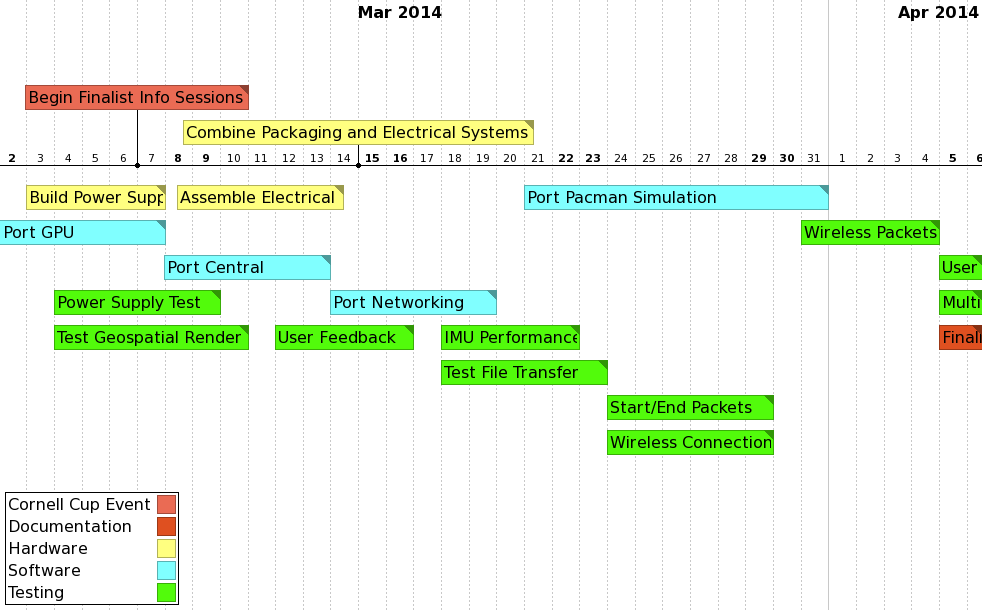 Mar 2014 Apr 2014
Begin Finalist Info Sessions
Combine Packaging and Electrical Systems
2 3 4 5 6 7 8 9 10 11 12 13 14 15 16 17 18 19 20 21 22 23 24 25 26 27 28 29 30 31 1 2 3 4 5 6
Build Power Supp Assemble Electrical Port Pacman Simulation
Port GPU Wireless Packets
Port Central User
Power Supply Test Port Networking Multi
Test Geospatial Render User Feedback IMU Performance Finali
Test File Transfer
Start/End Packets
Wireless Connection
Cornell Cup Event
Documentation
Hardware
Software
Testing